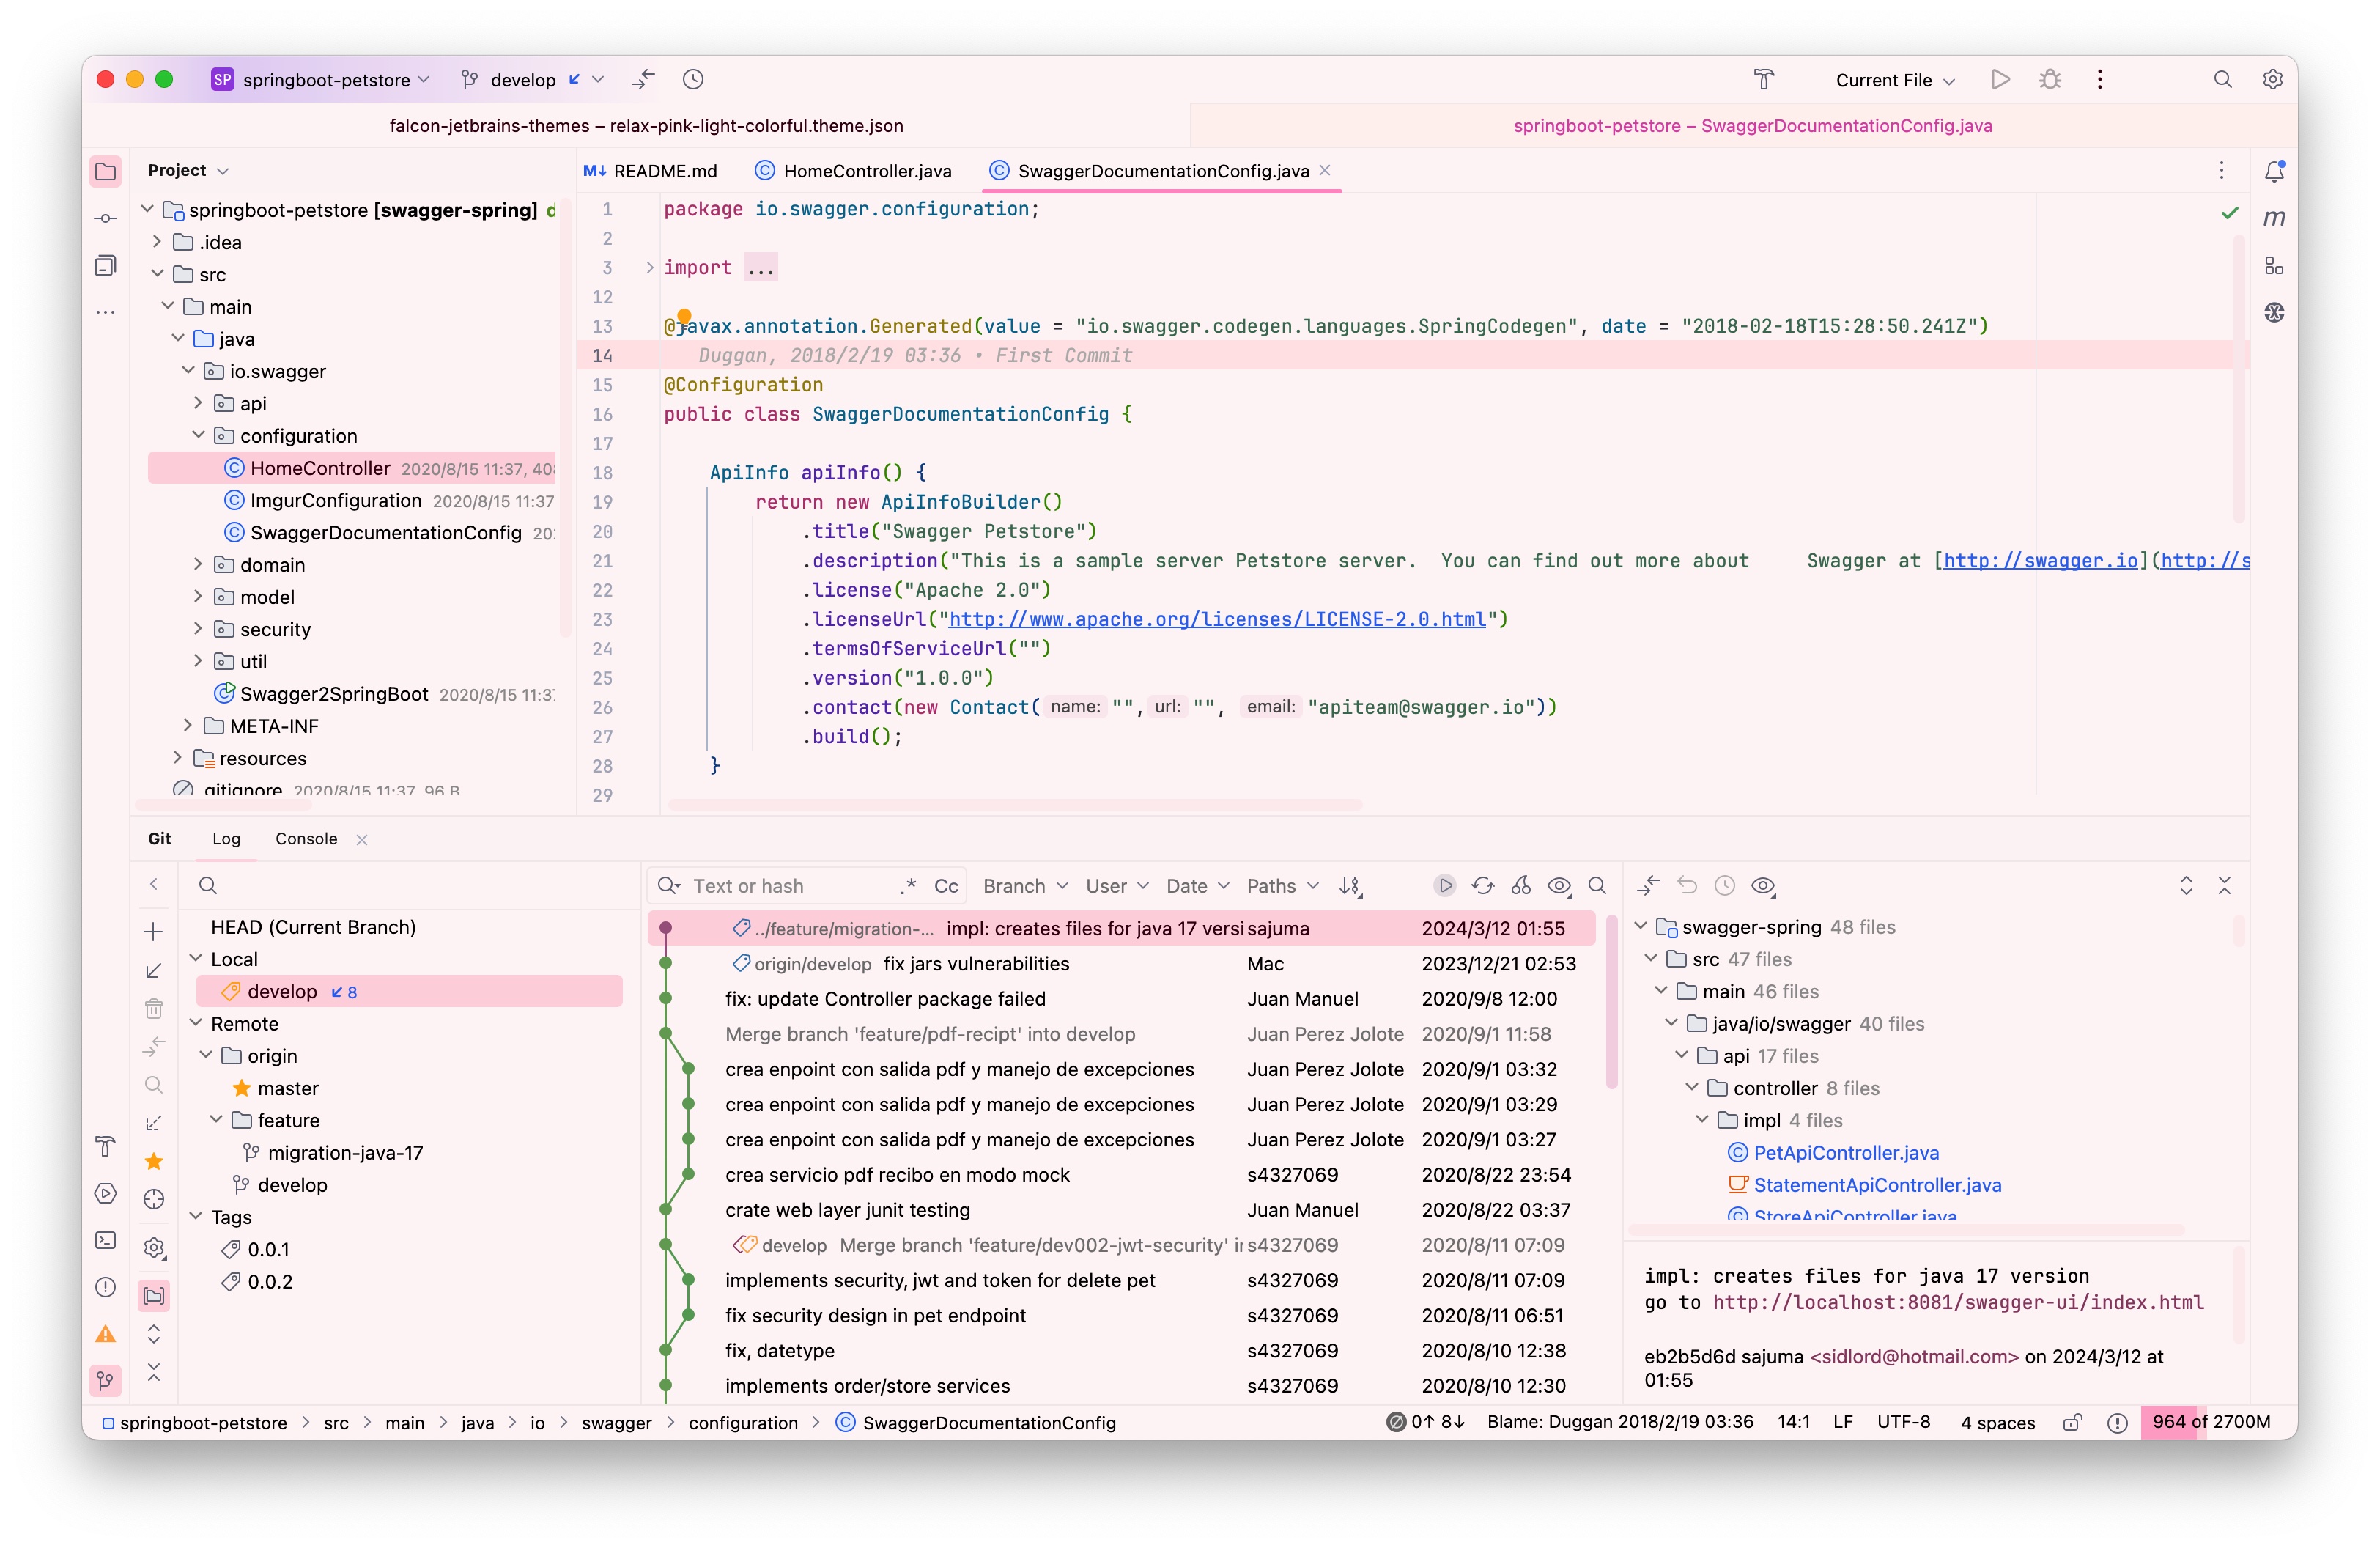 SP springboot-petstore develop Current File
falcon-jetbrains-themes – relax-pink-light-colorful.theme.json
springboot-petstore – SwaggerDocumentationConfig.java
Project
springboot-petstore [swagger-spring]
.idea
src
main
java
io.swagger
api
configuration
HomeController 2020/8/15 11:37,
ImgurConfiguration 2020/8/15 11:37
SwaggerDocumentationConfig
domain
model
security
util
Swagger2SpringBoot 2020/8/15
META-INF
resources
.gitignore 2020/8/15 11:37, 96 B
M↓ README.md HomeController.java SwaggerDocumentationConfig.java
1 package io.swagger.configuration;
2
3 import ...
12
13 @javax.annotation.Generated(value = "io.swagger.codegen.languages.SpringCodegen", date = "2018-02-18T15:28:50.241Z")
14 Duggan, 2018/2/19 03:36 • First Commit
15 @Configuration
16 public class SwaggerDocumentationConfig {
17
18 ApiInfo apiInfo() {
19 return new ApiInfoBuilder()
20 .title("Swagger Petstore")
21 .description("This is a sample server Petstore server.  You can find out more about     Swagger at [http://swagger.io](http://s
22 .license("Apache 2.0")
23 .licenseUrl("http://www.apache.org/licenses/LICENSE-2.0.html")
24 .termsOfServiceUrl("")
25 .version("1.0.0")
26 .contact(new Contact( name: "", url: "", email: "apiteam@swagger.io"))
27 .build();
28 }
29
m
Git Log Console
HEAD (Current Branch)
Local
develop 8
Remote
origin
master
feature
migration-java-17
develop
Tags
0.0.1
0.0.2
Text or hash .* Cc Branch User Date Paths
../feature/migration-... impl: creates files for java 17 versi sajuma 2024/3/12 01:55
origin/develop fix jars vulnerabilities Mac 2023/12/21 02:53
fix: update Controller package failed Juan Manuel 2020/9/8 12:00
Merge branch 'feature/pdf-recipt' into develop Juan Perez Jolote 2020/9/1 11:58
crea enpoint con salida pdf y manejo de excepciones Juan Perez Jolote 2020/9/1 03:32
crea enpoint con salida pdf y manejo de excepciones Juan Perez Jolote 2020/9/1 03:29
crea enpoint con salida pdf y manejo de excepciones Juan Perez Jolote 2020/9/1 03:27
crea servicio pdf recibo en modo mock s4327069 2020/8/22 23:54
crate web layer junit testing Juan Manuel 2020/8/22 03:37
develop Merge branch 'feature/dev002-jwt-security' i s4327069 2020/8/11 07:09
implements security, jwt and token for delete pet s4327069 2020/8/11 07:09
fix security design in pet endpoint s4327069 2020/8/11 06:51
fix, datetype s4327069 2020/8/10 12:38
implements order/store services s4327069 2020/8/10 12:30
swagger-spring 48 files
src 47 files
main 46 files
java/io/swagger 40 files
api 17 files
controller 8 files
impl 4 files
PetApiController.java
StatementApiController.java
StoreApiController.java
impl: creates files for java 17 version
go to http://localhost:8081/swagger-ui/index.html
eb2b5d6d sajuma <sidlord@hotmail.com> on 2024/3/12 at
01:55
springboot-petstore > src > main > java > io > swagger > configuration > SwaggerDocumentationConfig 0↑ 8↓ Blame: Duggan 2018/2/19 03:36 14:1 LF UTF-8 4 spaces 964 of 2700M